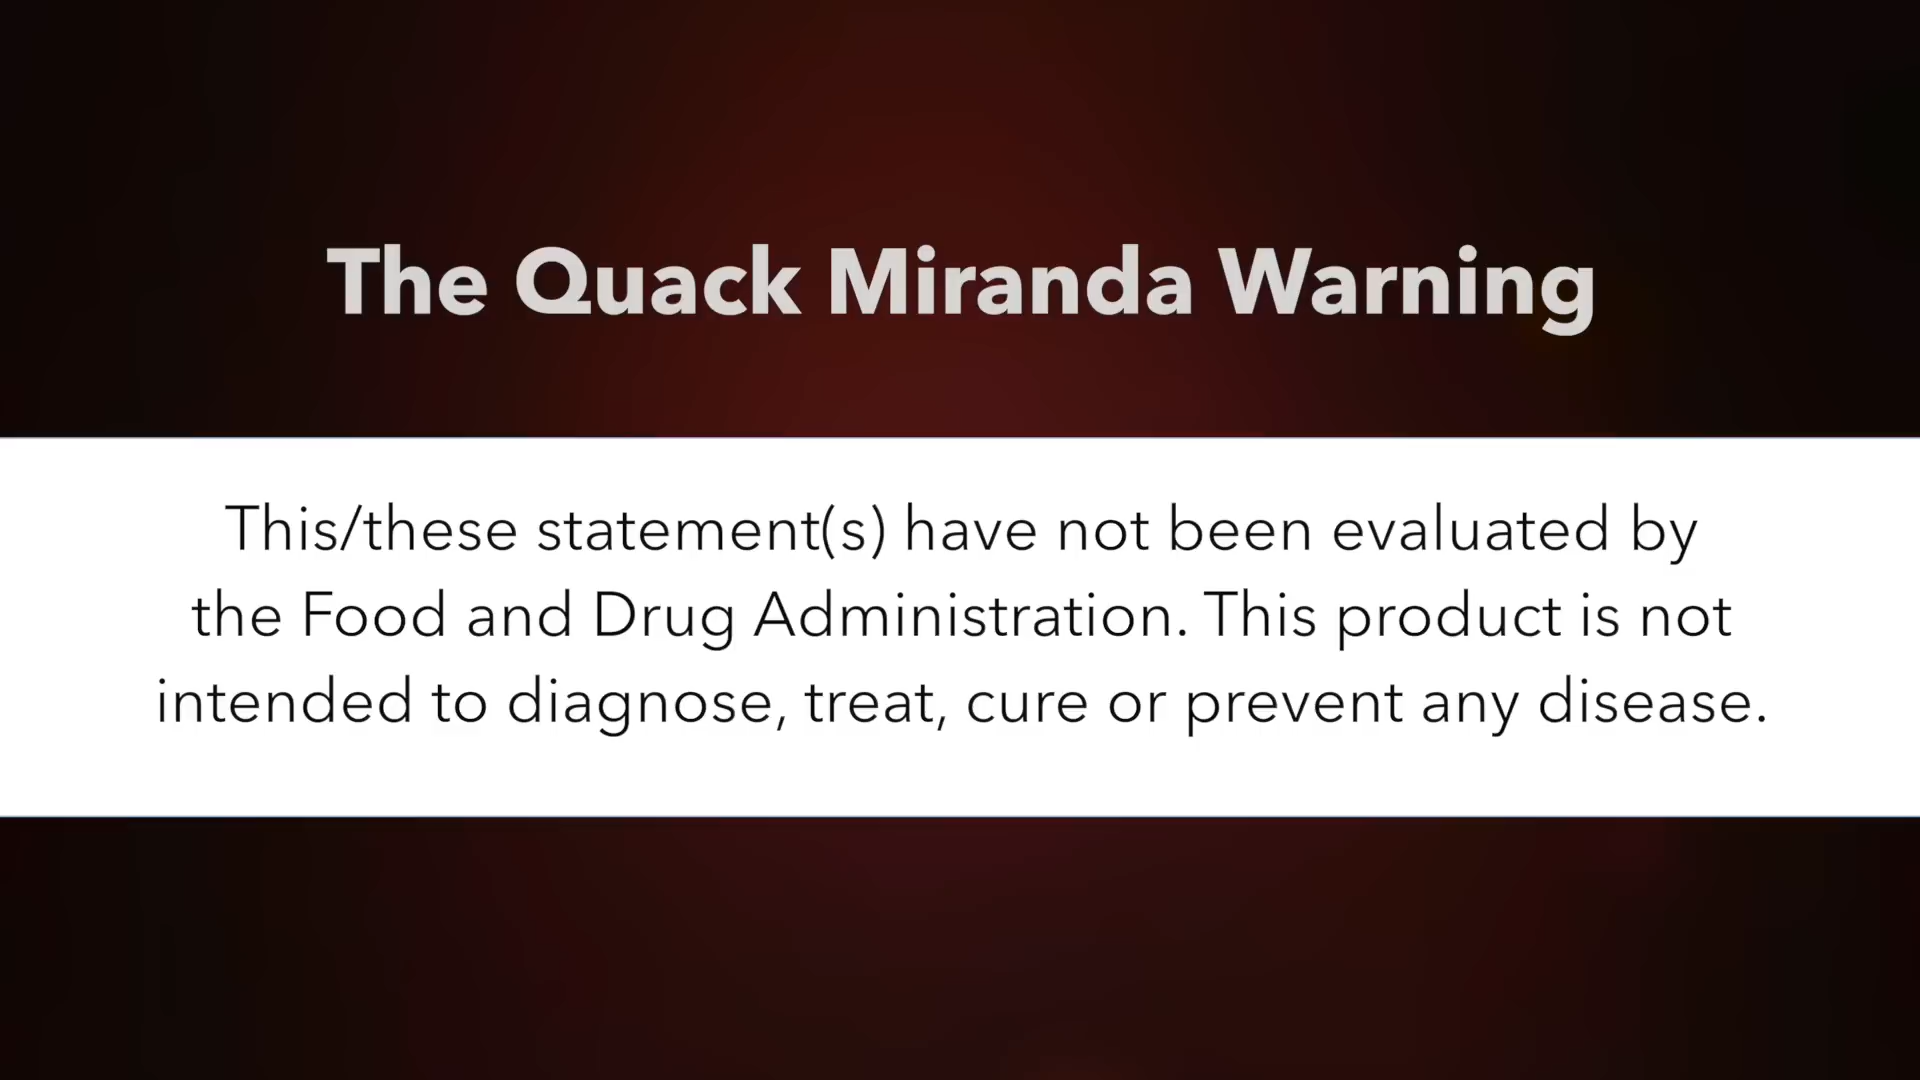 The Quack Miranda Warning
This/these statement(s) have not been evaluated by
the Food and Drug Administration. This product is not
intended to diagnose, treat, cure or prevent any disease.